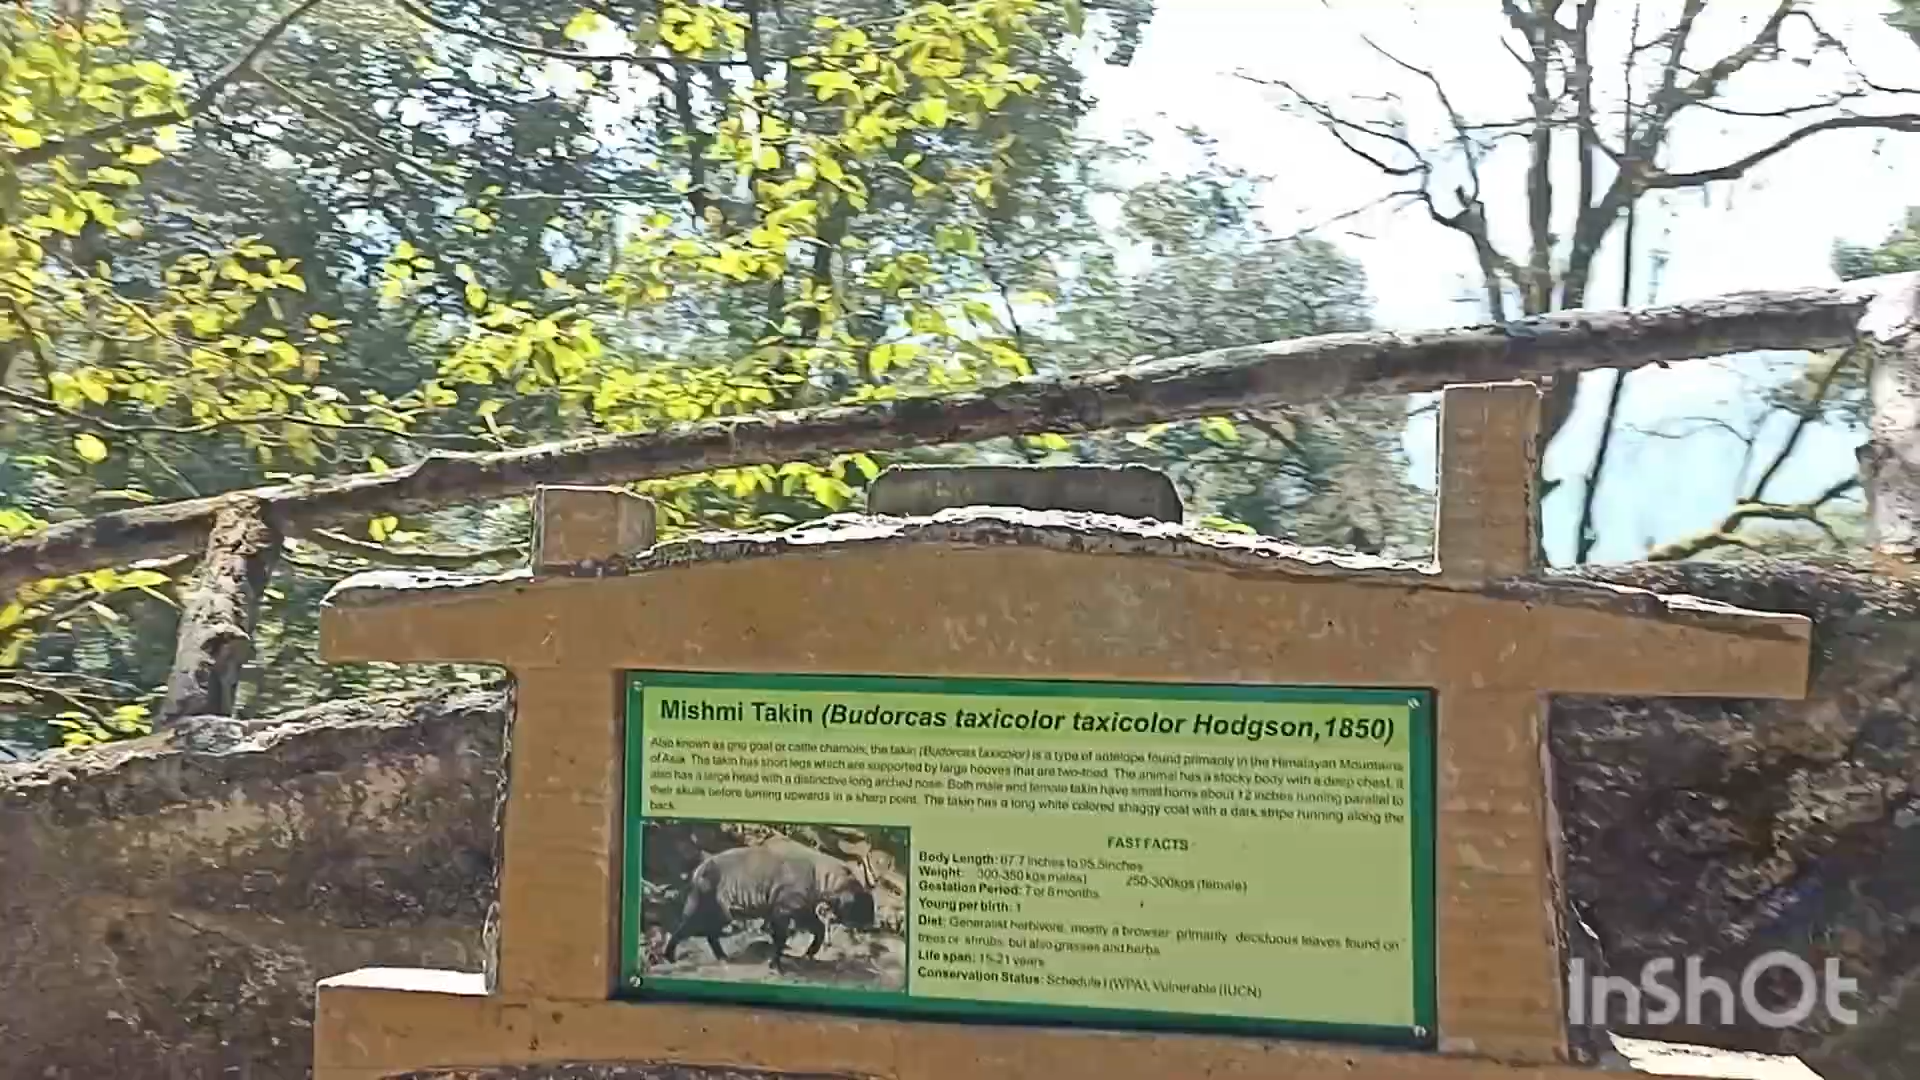 Mishmi Takin (Budorcas taxicolor taxicolor Hodgson,1850)
Also known as gnu goat or cattle chamois, the takin (Budorcas taxicolor) is a type of antelope found primarily in the Himalayan Mountains
of Asia. The takin has short legs which are supported by large hooves that are two-toed. The animal has a stocky body with a deep chest. It
also has a large head with a distinctive long arched nose. Both male and female takin have small horns about 12 inches running parallel to
their skulls before turning upwards in a sharp point. The takin has a long white colored shaggy coat with a dark stripe running along the
back.
FAST FACTS
Body Length: 67.7 inches to 95.5inches
Weight: 300-350 kgs(males) 250-300kgs (female)
Gestation Period: 7 or 8 months
Young per birth: 1
Diet: Generalist herbivore, mostly a browser primarily deciduous leaves found on
trees or shrubs, but also grasses and herbs
Life span: 15-21 years
Conservation Status: Schedule I (WPA), Vulnerable (IUCN)
InShOt